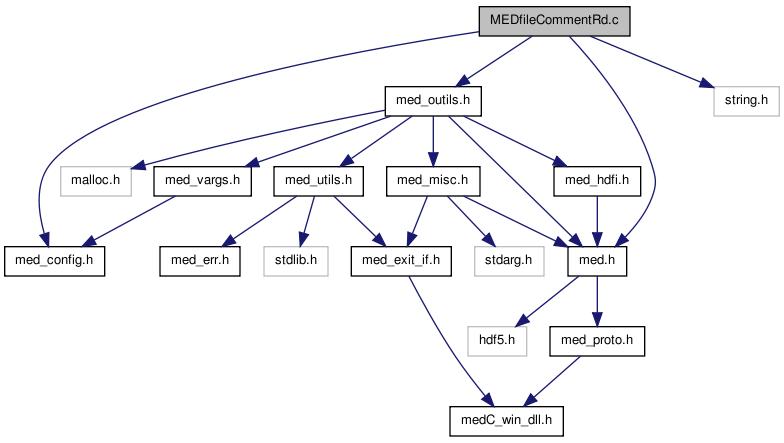 MEDfileCommentRd.c
med_outils.h
string.h
malloc.h
med_vargs.h
med_utils.h
med_misc.h
med_hdfi.h
med_config.h
med_err.h
stdlib.h
med_exit_if.h
stdarg.h
med.h
hdf5.h
med_proto.h
medC_win_dll.h